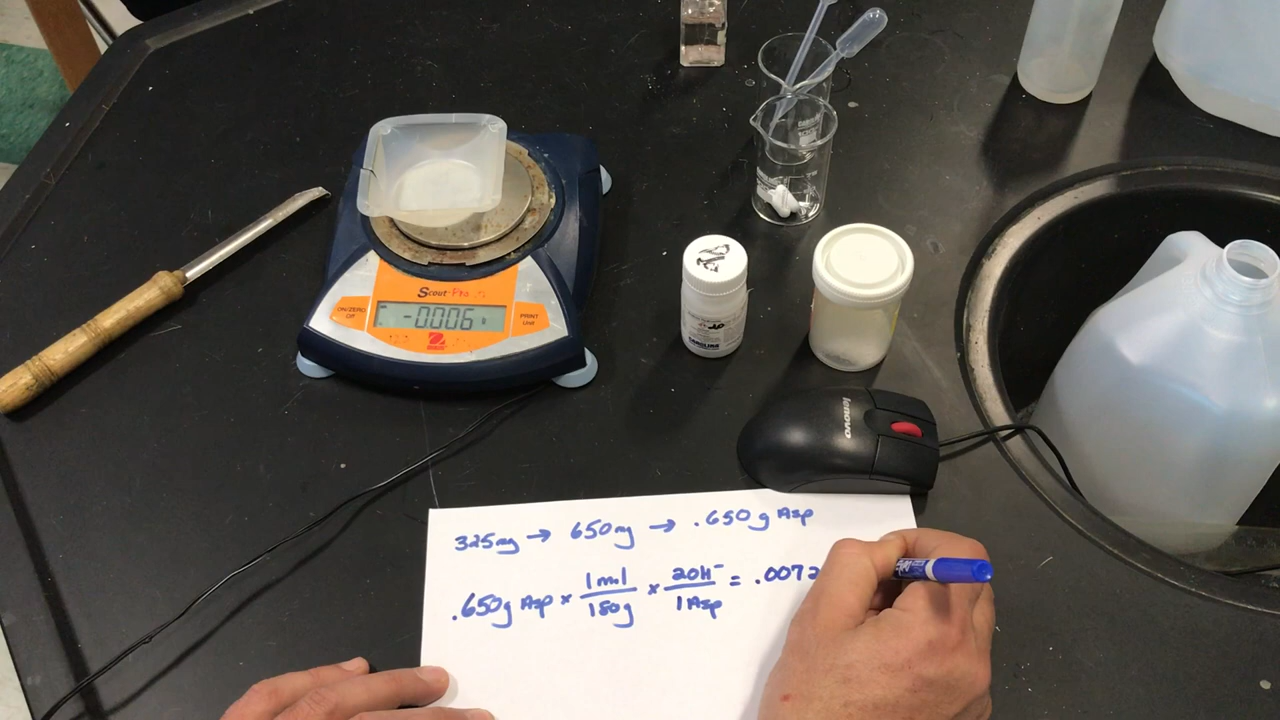 Scout Pro
ON/ZERO
Off
-0.006
PRINT
Unit
lenovo
325mg → 650mg → .650g Asp
.650g Asp × 1mol/180g × 2OH⁻/1Asp = .0072